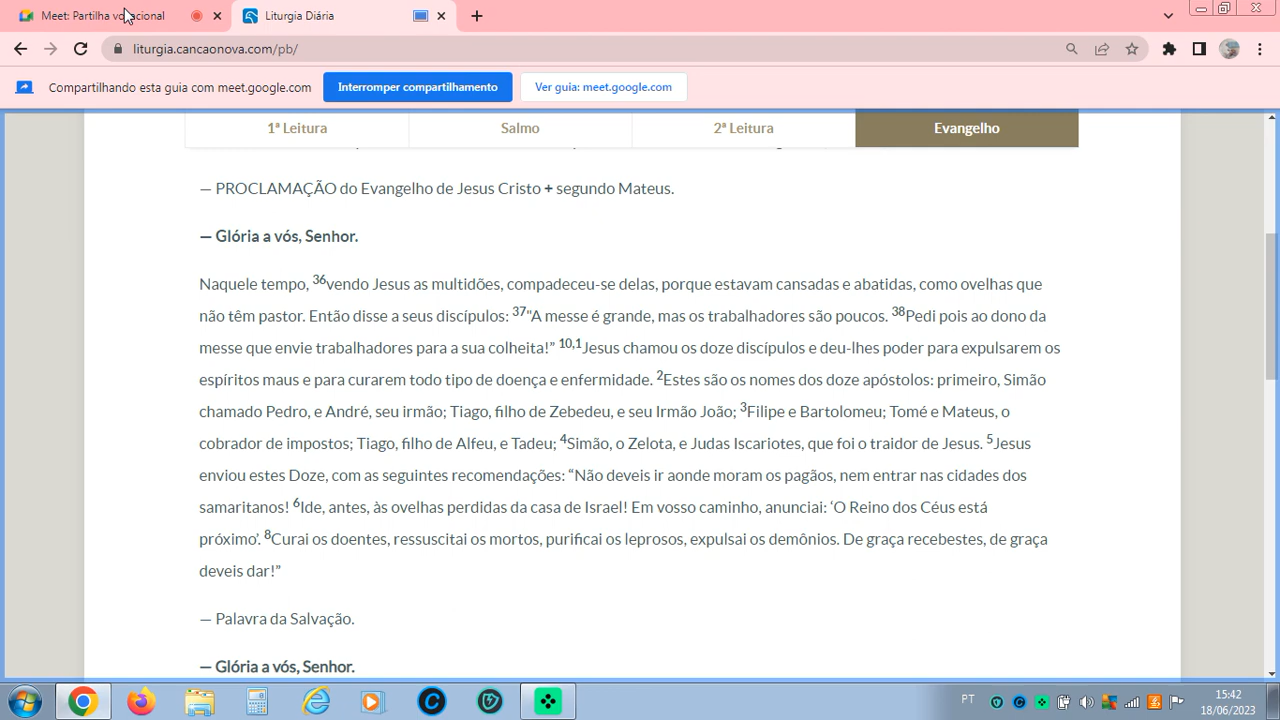 Meet: Partilha vocacional
Liturgia Diária
liturgia.cancaonova.com/pb/
Compartilhando esta guia com meet.google.com
Interromper compartilhamento
Ver guia: meet.google.com
1ª Leitura
Salmo
2ª Leitura
Evangelho
— PROCLAMAÇÃO do Evangelho de Jesus Cristo + segundo Mateus.
— Glória a vós, Senhor.
Naquele tempo, 36vendo Jesus as multidões, compadeceu-se delas, porque estavam cansadas e abatidas, como ovelhas que
não têm pastor. Então disse a seus discípulos: 37"A messe é grande, mas os trabalhadores são poucos. 38Pedi pois ao dono da
messe que envie trabalhadores para a sua colheita!” 10,1Jesus chamou os doze discípulos e deu-lhes poder para expulsarem os
espíritos maus e para curarem todo tipo de doença e enfermidade. 2Estes são os nomes dos doze apóstolos: primeiro, Simão
chamado Pedro, e André, seu irmão; Tiago, filho de Zebedeu, e seu Irmão João; 3Filipe e Bartolomeu; Tomé e Mateus, o
cobrador de impostos; Tiago, filho de Alfeu, e Tadeu; 4Simão, o Zelota, e Judas Iscariotes, que foi o traidor de Jesus. 5Jesus
enviou estes Doze, com as seguintes recomendações: “Não deveis ir aonde moram os pagãos, nem entrar nas cidades dos
samaritanos! 6Ide, antes, às ovelhas perdidas da casa de Israel! Em vosso caminho, anunciai: ‘O Reino dos Céus está
próximo’. 8Curai os doentes, ressuscitai os mortos, purificai os leprosos, expulsai os demônios. De graça recebestes, de graça
deveis dar!”
— Palavra da Salvação.
— Glória a vós, Senhor.
PT
15:42
18/06/2023